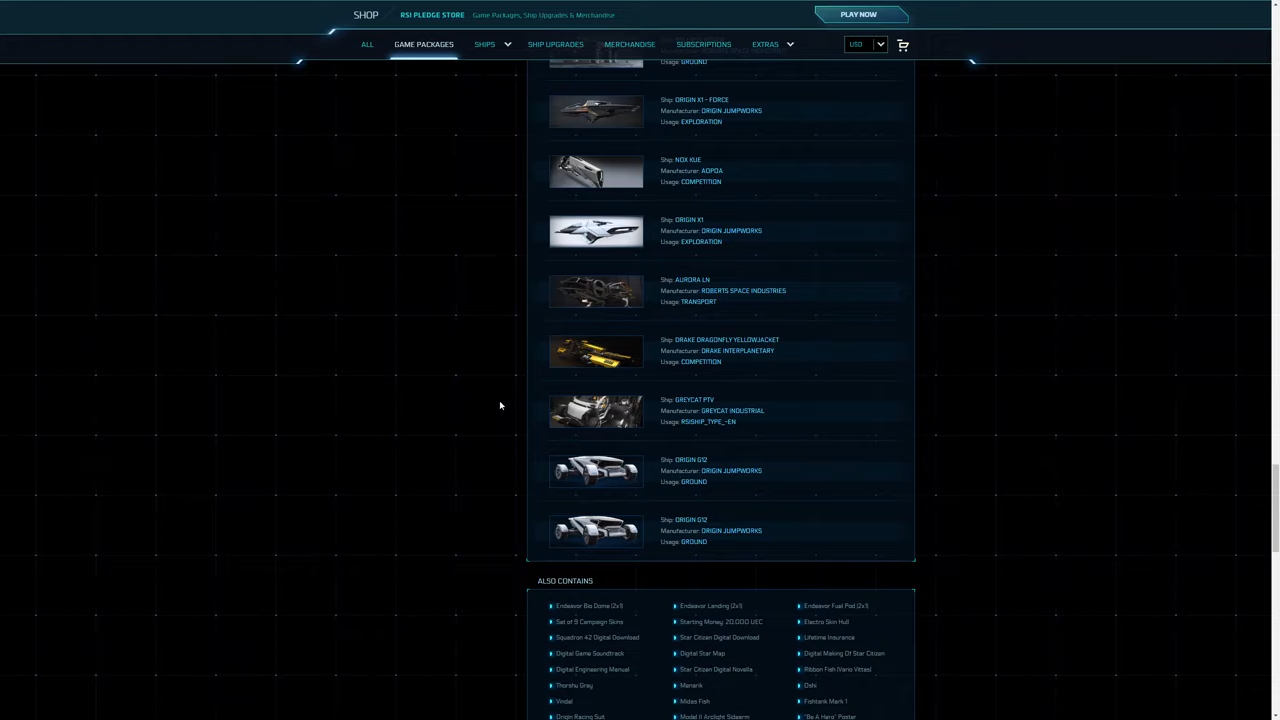 SHOP
RSI PLEDGE STORE Game Packages, Ship Upgrades & Merchandise
PLAY NOW
ALL GAME PACKAGES SHIPS SHIP UPGRADES MERCHANDISE SUBSCRIPTIONS EXTRAS USD
GROUND
Ship: ORIGIN X1 - FORCE
Manufacturer: ORIGIN JUMPWORKS
Usage: EXPLORATION
Ship: NOX KUE
Manufacturer: AOPOA
Usage: COMPETITION
Ship: ORIGIN X1
Manufacturer: ORIGIN JUMPWORKS
Usage: EXPLORATION
Ship: AURORA LN
Manufacturer: ROBERTS SPACE INDUSTRIES
Usage: TRANSPORT
Ship: DRAKE DRAGONFLY YELLOWJACKET
Manufacturer: DRAKE INTERPLANETARY
Usage: COMPETITION
Ship: GREYCAT PTV
Manufacturer: GREYCAT INDUSTRIAL
Usage: RSISHIP_TYPE_-EN
Ship: ORIGIN G12
Manufacturer: ORIGIN JUMPWORKS
Usage: GROUND
Ship: ORIGIN G12
Manufacturer: ORIGIN JUMPWORKS
Usage: GROUND
ALSO CONTAINS
Endeavor Bio Dome (2x1) Endeavor Landing (2x1) Endeavor Fuel Pod (2x1)
Set of 9 Campaign Skins Starting Money: 20,000 UEC Electro Skin Hull
Squadron 42 Digital Download Star Citizen Digital Download Lifetime Insurance
Digital Game Soundtrack Digital Star Map Digital Making Of Star Citizen
Digital Engineering Manual Star Citizen Digital Novella Ribbon Fish (Vario Vittas)
Thorshu Grey Menarik Oshi
Vindel Midas Fish Fishtank Mark 1
Origin Racing Suit Model II Arclight Sidearm "Be A Hero" Poster